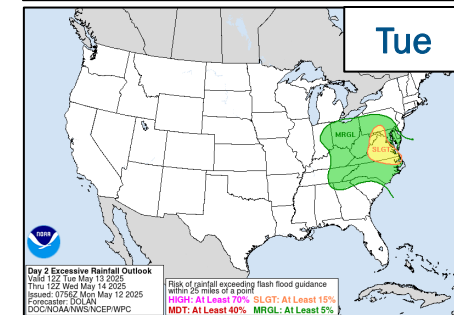 Tue
MRGL
SLGT
NOAA
Day 2 Excessive Rainfall Outlook
Valid 12Z Tue May 13 2025
Thru 12Z Wed May 14 2025
Issued: 0756Z Mon May 12 2025
Forecaster: DOLAN
DOC/NOAA/NWS/NCEP/WPC
Risk of rainfall exceeding flash flood guidance
within 25 miles of a point
HIGH: At Least 70% SLGT: At Least 15%
MDT: At Least 40% MRGL: At Least 5%